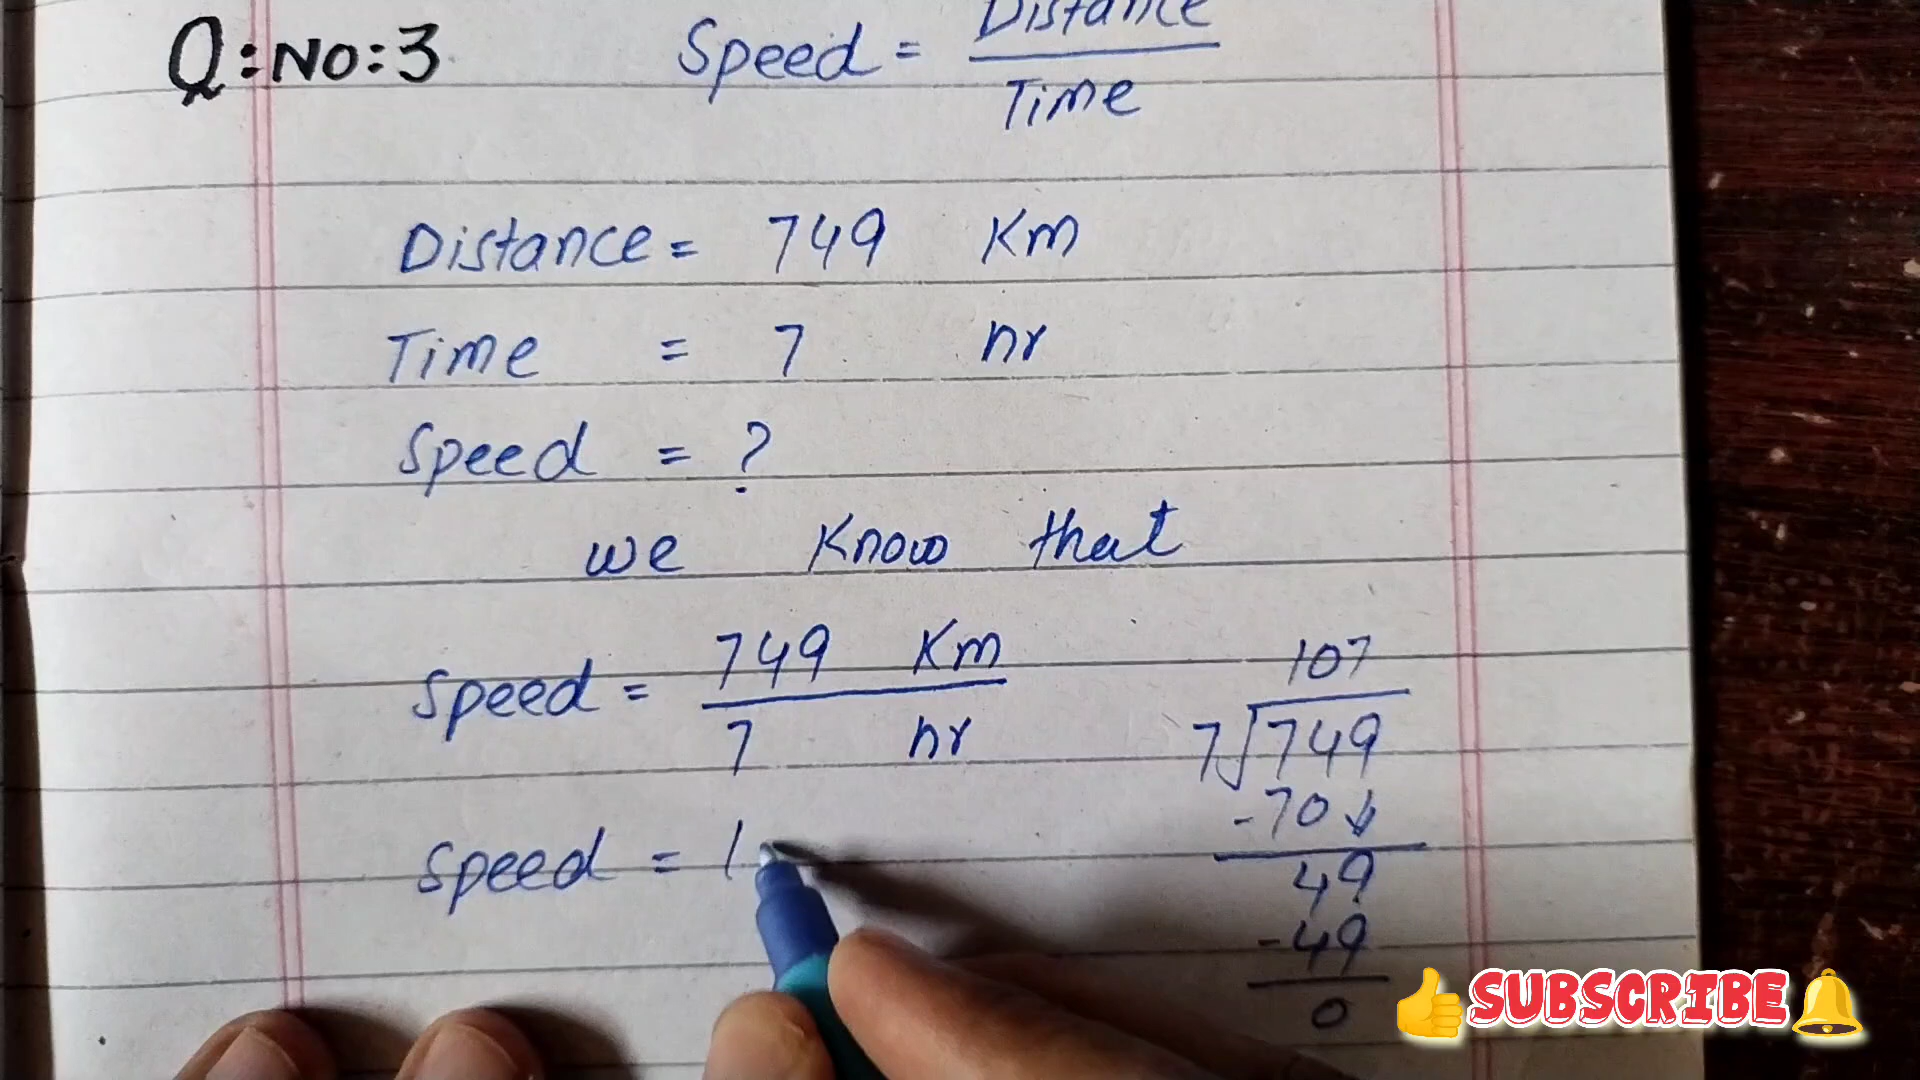 Q:No:3
Speed = Distance / Time
Distance = 749 Km
Time = 7 hr
Speed = ?
we Know that
Speed = 749 Km / 7 hr
107
7√749
-70↓
49
-49
0
Speed = 1
SUBSCRIBE